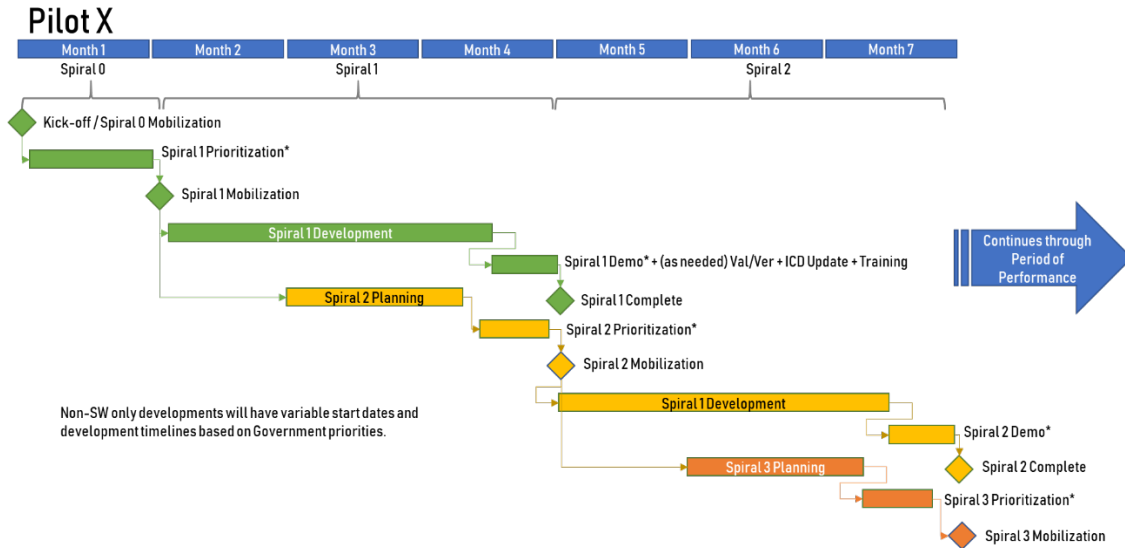 Pilot X
Month 1
Month 2
Month 3
Month 4
Month 5
Month 6
Month 7
Spiral 0
Spiral 1
Spiral 2
Kick-off / Spiral 0 Mobilization
Spiral 1 Prioritization*
Spiral 1 Mobilization
Spiral 1 Development
Spiral 1 Demo* + (as needed) Val/Ver + ICD Update + Training
Spiral 2 Planning
Spiral 1 Complete
Spiral 2 Prioritization*
Spiral 2 Mobilization
Continues through
Period of
Performance
Spiral 1 Development
Non-SW only developments will have variable start dates and
development timelines based on Government priorities.
Spiral 2 Demo*
Spiral 3 Planning
Spiral 2 Complete
Spiral 3 Prioritization*
Spiral 3 Mobilization